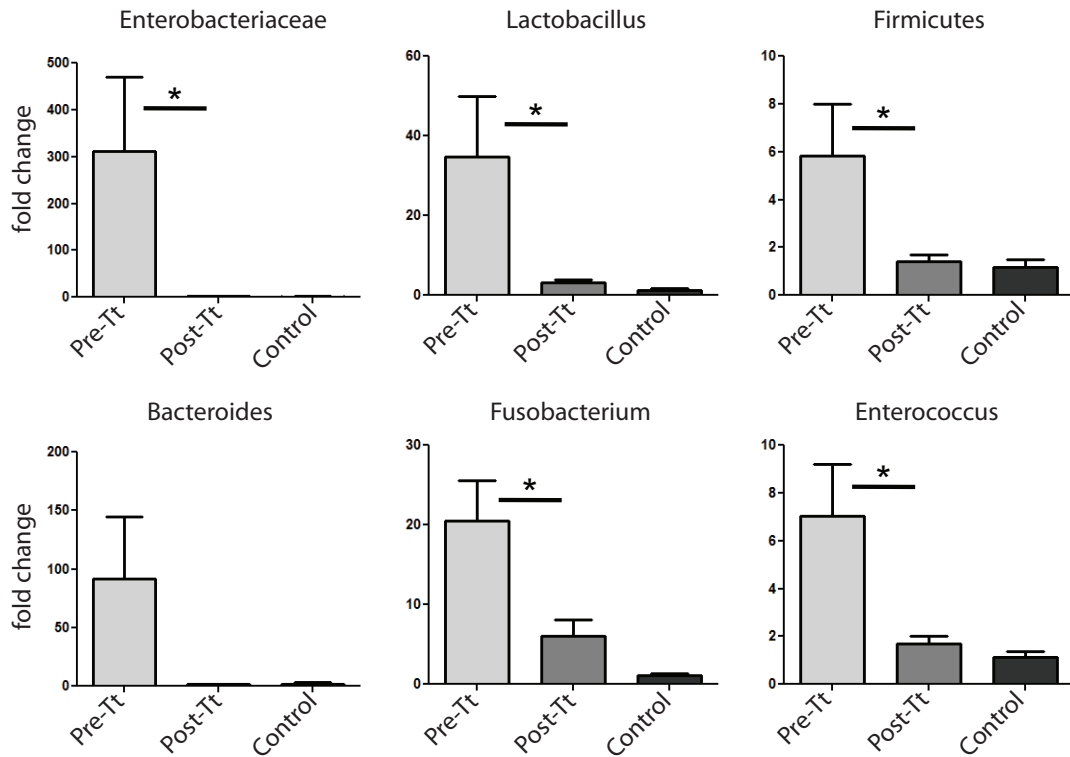 Enterobacteriaceae
fold change
500
400
300
200
100
0
*
Pre-Tt
Post-Tt
Control
Lactobacillus
60
40
20
0
*
Pre-Tt
Post-Tt
Control
Firmicutes
10
8
6
4
2
0
*
Pre-Tt
Post-Tt
Control
Bacteroides
fold change
200
150
100
50
0
Pre-Tt
Post-Tt
Control
Fusobacterium
30
20
10
0
*
Pre-Tt
Post-Tt
Control
Enterococcus
10
8
6
4
2
0
*
Pre-Tt
Post-Tt
Control